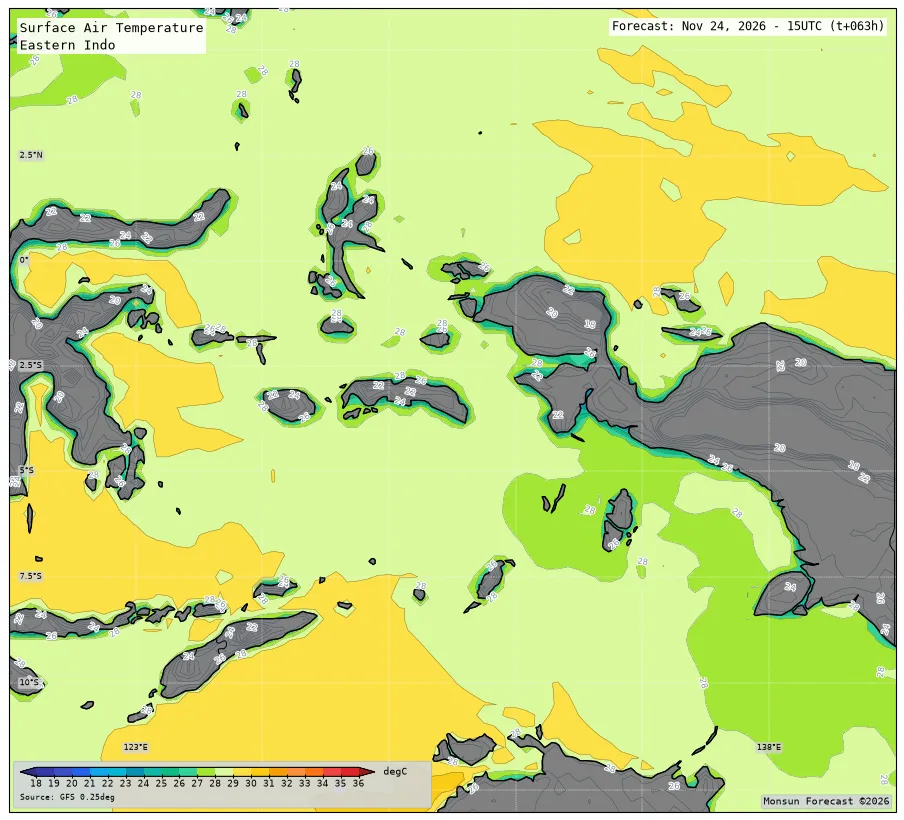 Surface Air Temperature
Eastern Indo
Forecast: Nov 24, 2026 - 15UTC (t+063h)
2.5°N
0°
2.5°S
5°S
7.5°S
10°S
123°E
138°E
18 19 20 21 22 23 24 25 26 27 28 29 30 31 32 33 34 35 36
degC
Source: GFS 0.25deg
Monsun Forecast ©2026